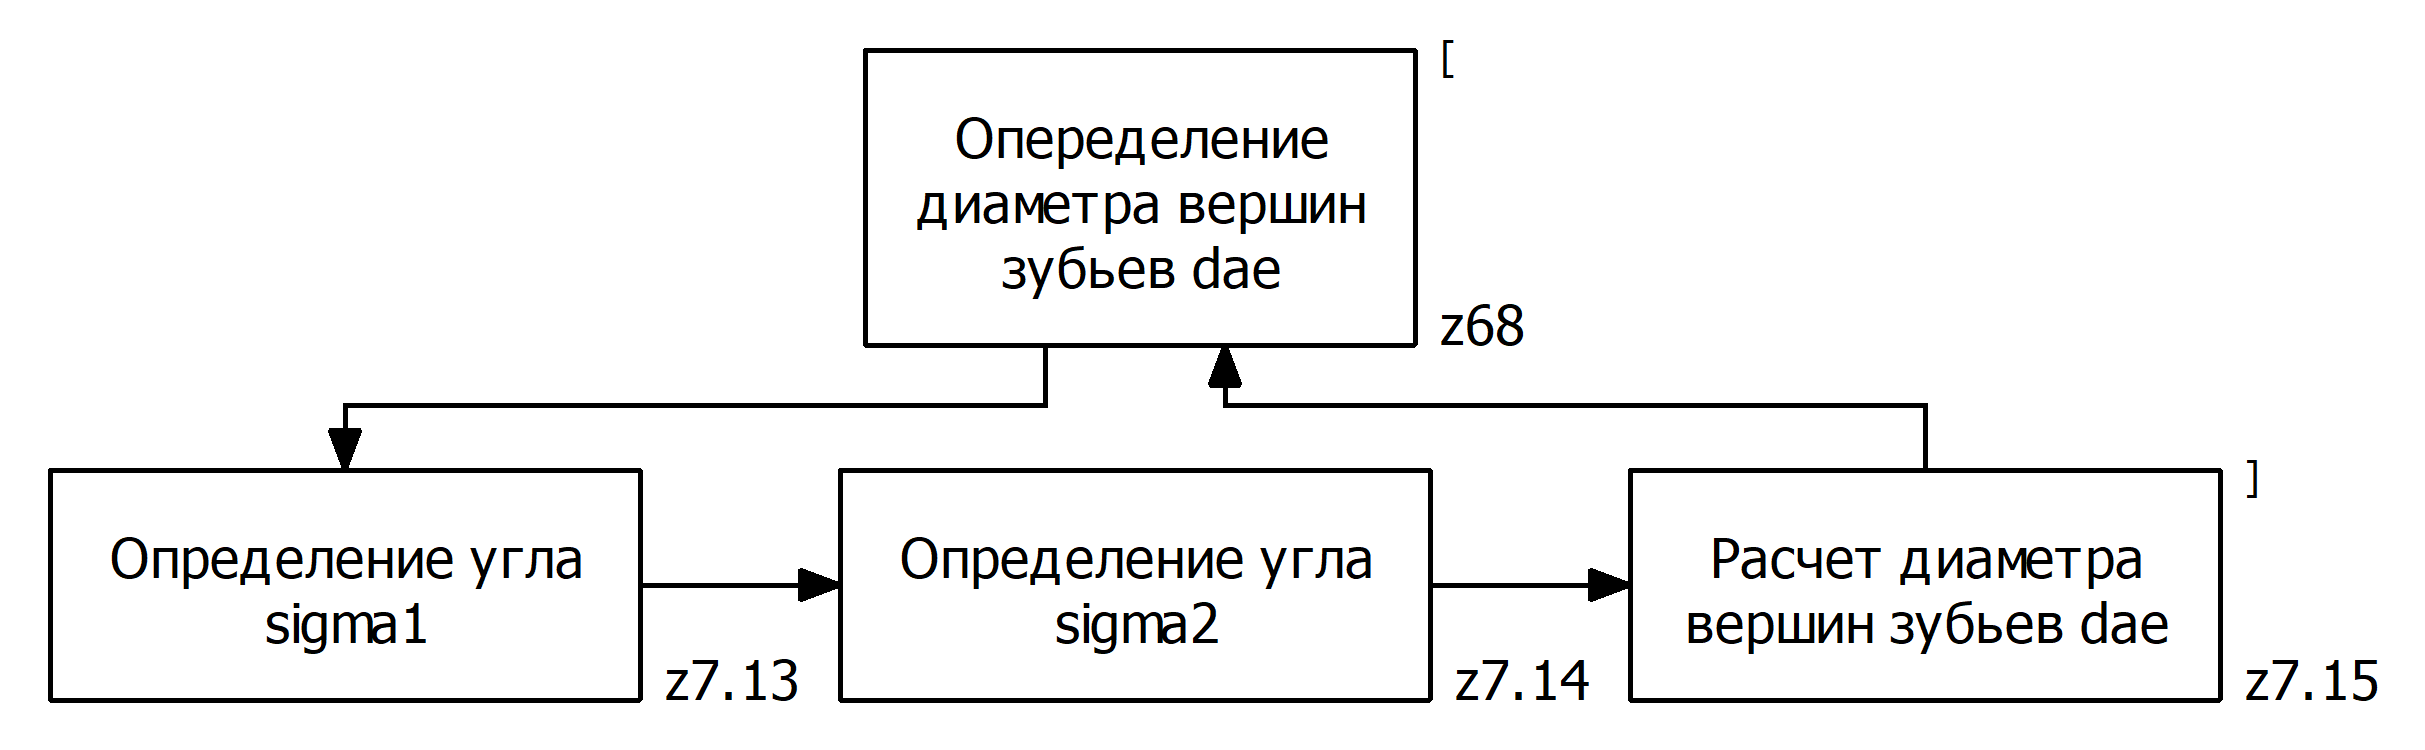 [
Опеределение
диаметра вершин
зубьев dae
z68
Определение угла
sigma1
z7.13
Определение угла
sigma2
z7.14
]
Расчет диаметра
вершин зубьев dae
z7.15